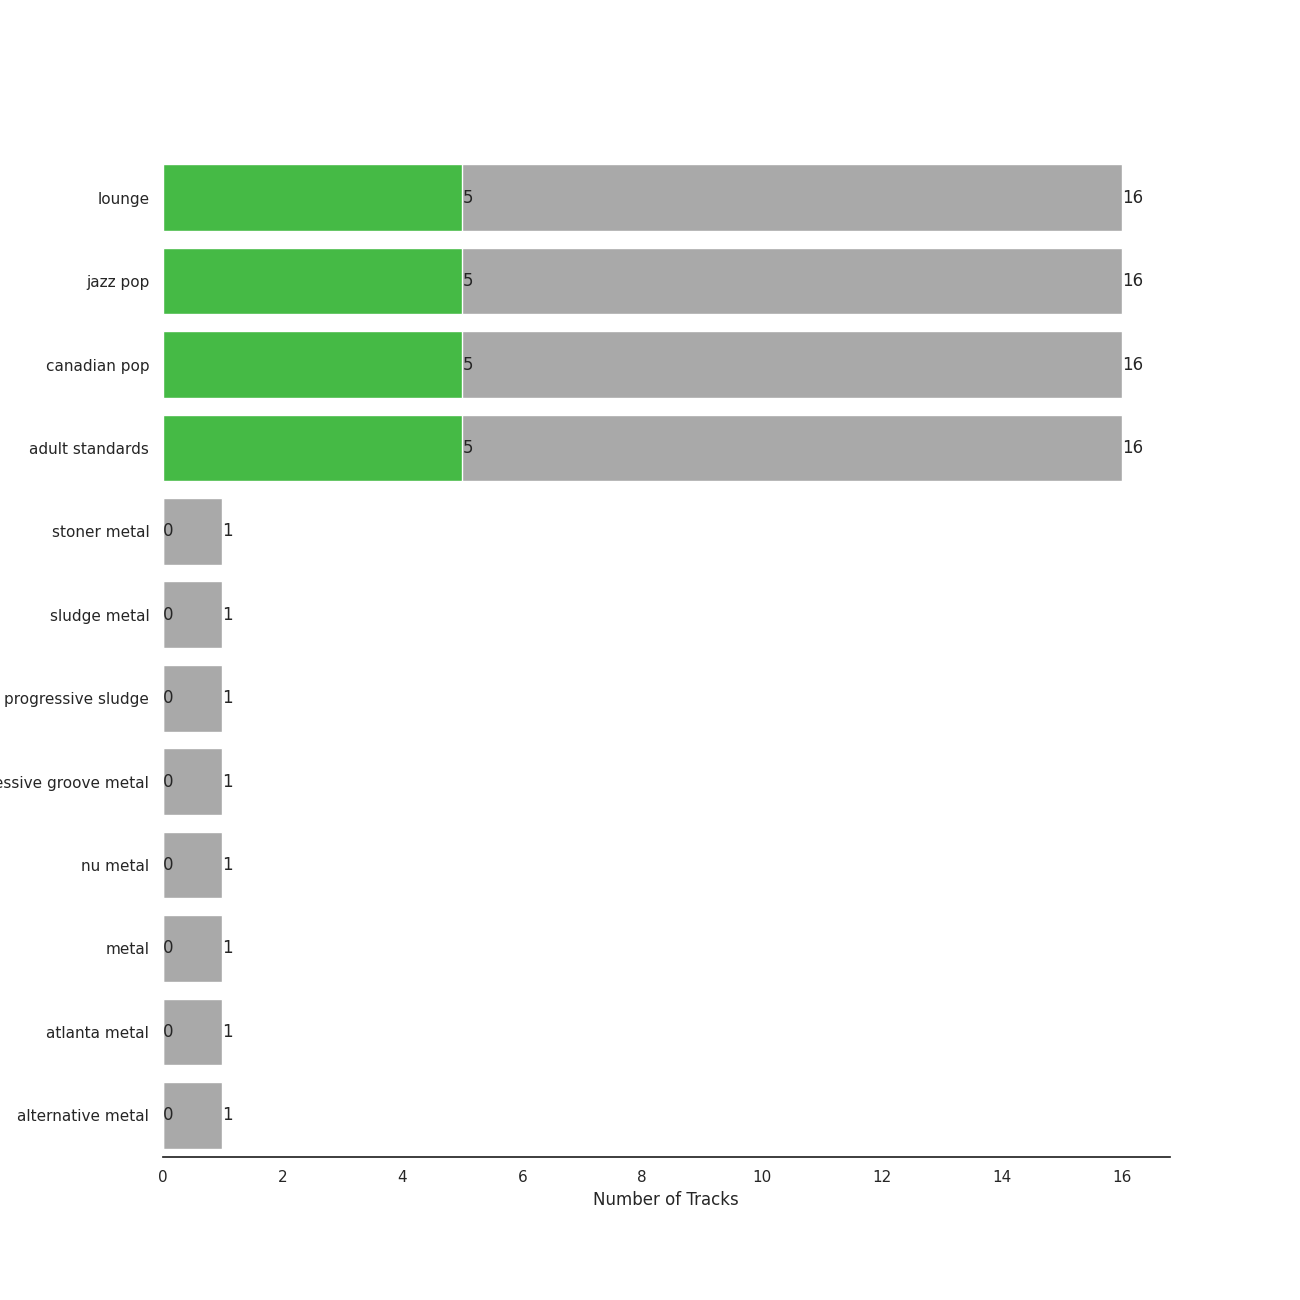 lounge 5 16
jazz pop 5 16
canadian pop 5 16
adult standards 5 16
stoner metal 0 1
sludge metal 0 1
progressive sludge 0 1
essive groove metal 0 1
nu metal 0 1
metal 0 1
atlanta metal 0 1
alternative metal 0 1
0 2 4 6 8 10 12 14 16
Number of Tracks